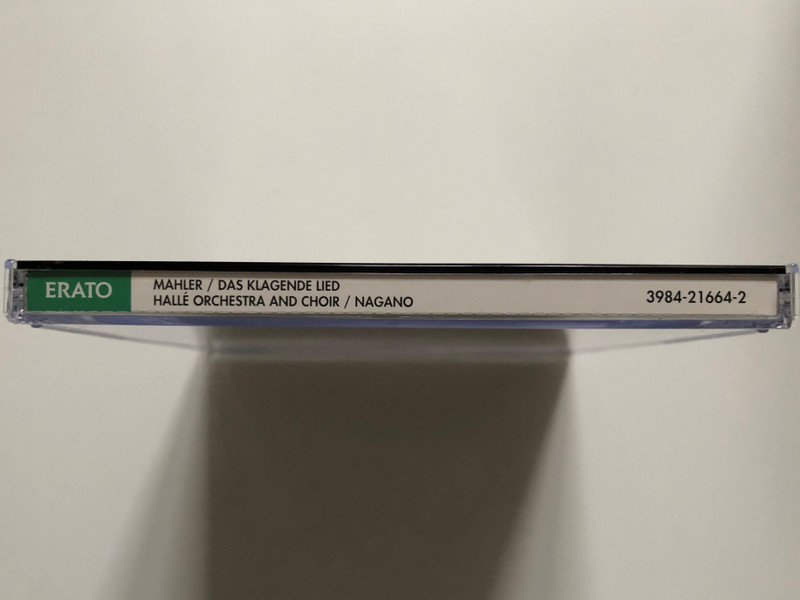 ERATO
MAHLER / DAS KLAGENDE LIED
HALLÉ ORCHESTRA AND CHOIR / NAGANO
3984-21664-2